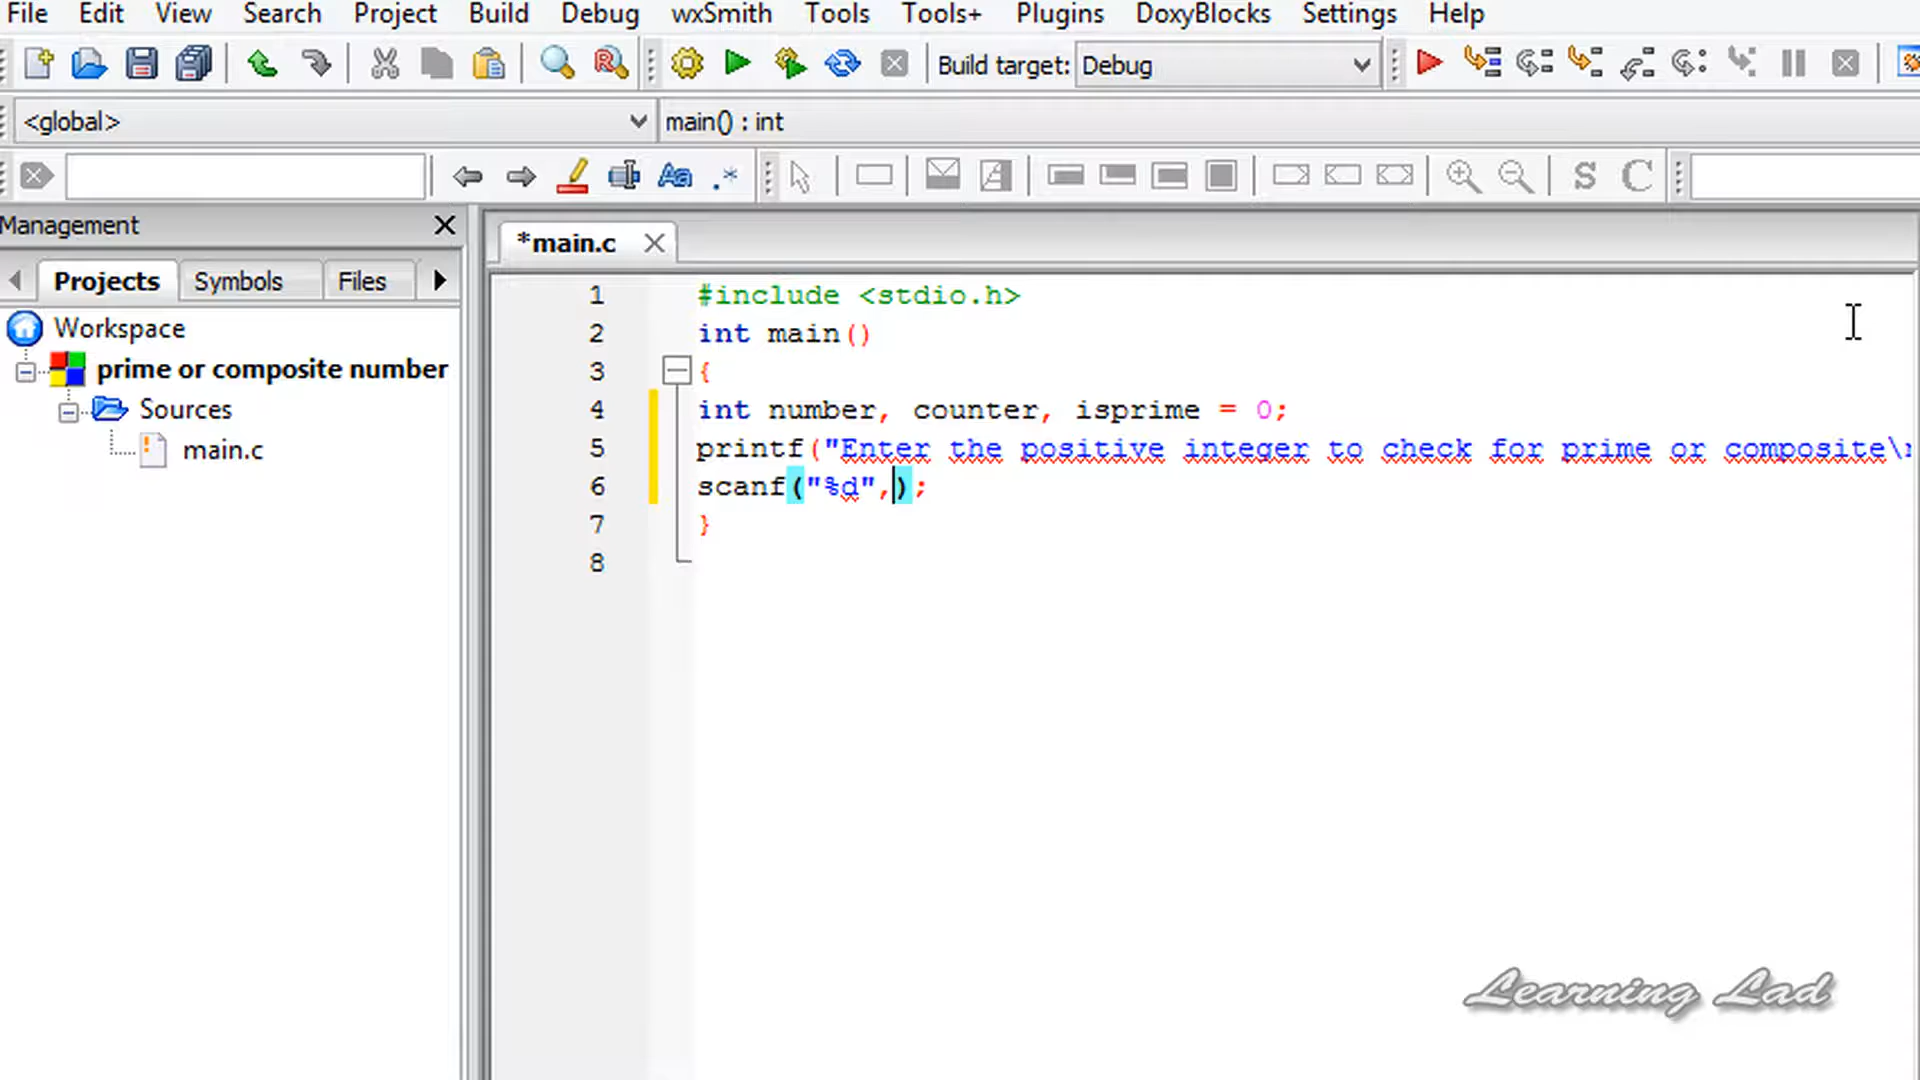 File Edit View Search Project Build Debug wxSmith Tools Tools+ Plugins DoxyBlocks Settings Help
Build target: Debug
<global> main() : int
Aa .* S C
Management
Projects Symbols Files
*main.c
Workspace
prime or composite number
Sources
main.c
1 #include <stdio.h>
2 int main()
3 {
4 int number, counter, isprime = 0;
5 printf("Enter the positive integer to check for prime or composite\
6 scanf("%d",);
7 }
8
Learning Lad